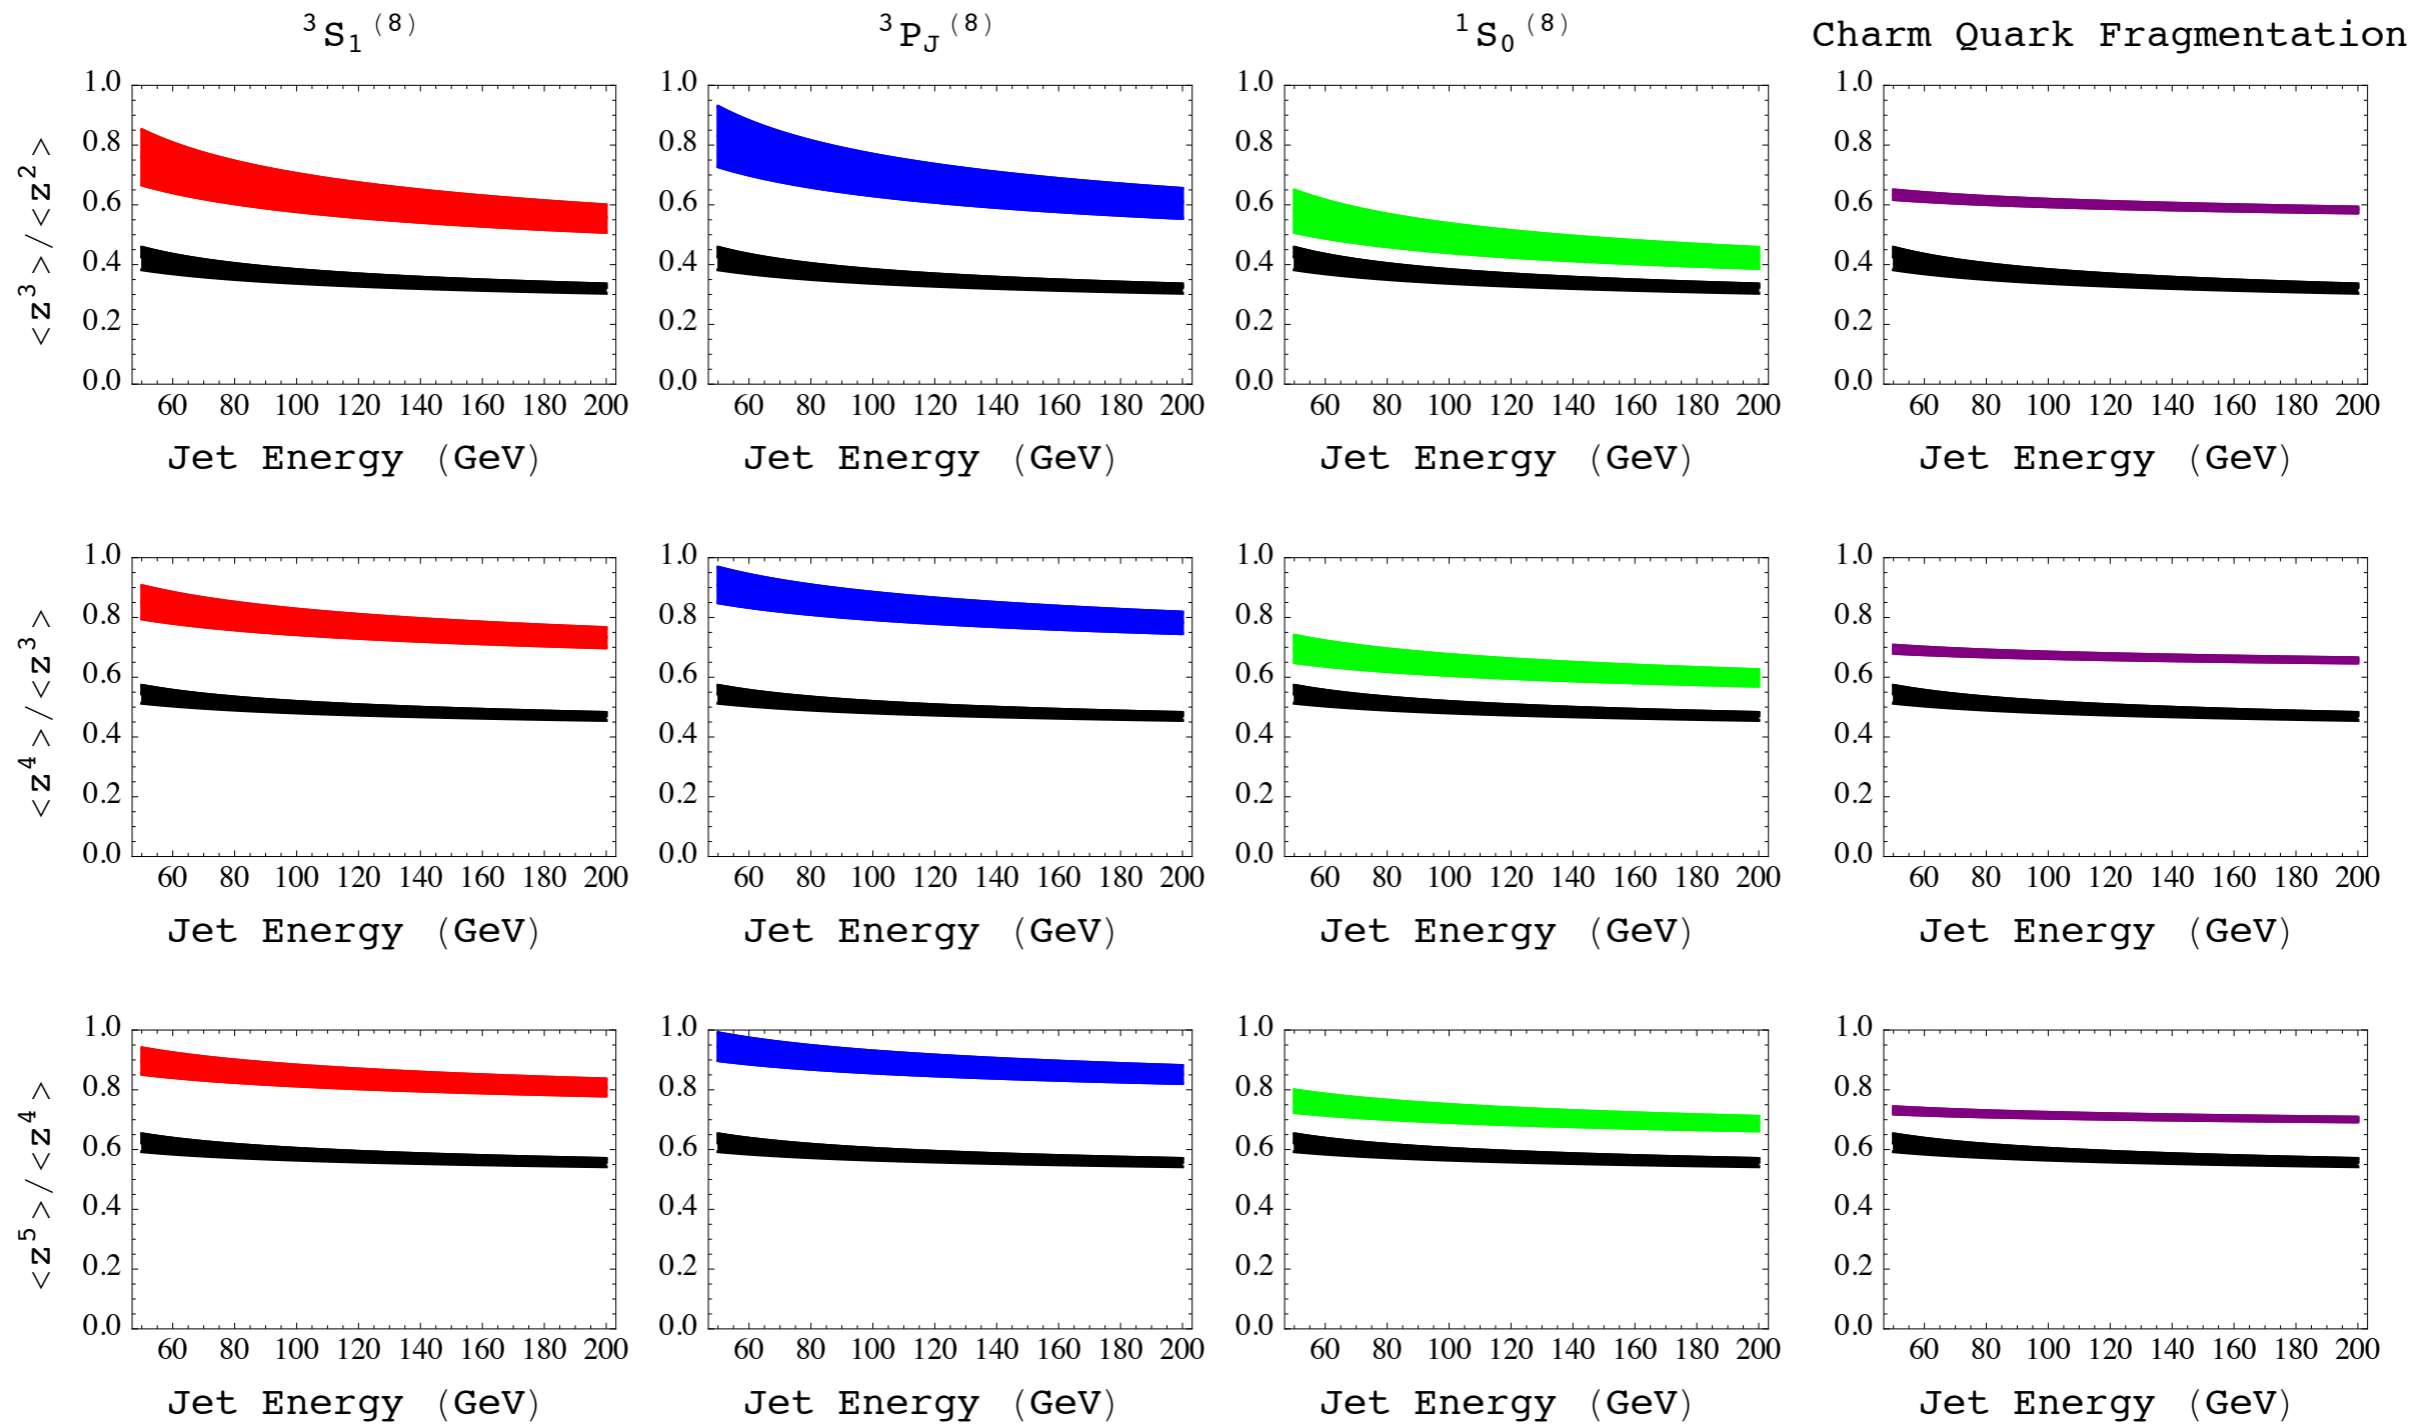 ³S₁⁽⁸⁾ ³P_J⁽⁸⁾ ¹S₀⁽⁸⁾ Charm Quark Fragmentation
<z³>/<z²>
1.0 1.0 1.0 1.0
0.8 0.8 0.8 0.8
0.6 0.6 0.6 0.6
0.4 0.4 0.4 0.4
0.2 0.2 0.2 0.2
0.0 0.0 0.0 0.0
60 80 100 120 140 160 180 200 60 80 100 120 140 160 180 200 60 80 100 120 140 160 180 200 60 80 100 120 140 160 180 200
Jet Energy (GeV) Jet Energy (GeV) Jet Energy (GeV) Jet Energy (GeV)
<z⁴>/<z³>
1.0 1.0 1.0 1.0
0.8 0.8 0.8 0.8
0.6 0.6 0.6 0.6
0.4 0.4 0.4 0.4
0.2 0.2 0.2 0.2
0.0 0.0 0.0 0.0
60 80 100 120 140 160 180 200 60 80 100 120 140 160 180 200 60 80 100 120 140 160 180 200 60 80 100 120 140 160 180 200
Jet Energy (GeV) Jet Energy (GeV) Jet Energy (GeV) Jet Energy (GeV)
<z⁵>/<z⁴>
1.0 1.0 1.0 1.0
0.8 0.8 0.8 0.8
0.6 0.6 0.6 0.6
0.4 0.4 0.4 0.4
0.2 0.2 0.2 0.2
0.0 0.0 0.0 0.0
60 80 100 120 140 160 180 200 60 80 100 120 140 160 180 200 60 80 100 120 140 160 180 200 60 80 100 120 140 160 180 200
Jet Energy (GeV) Jet Energy (GeV) Jet Energy (GeV) Jet Energy (GeV)